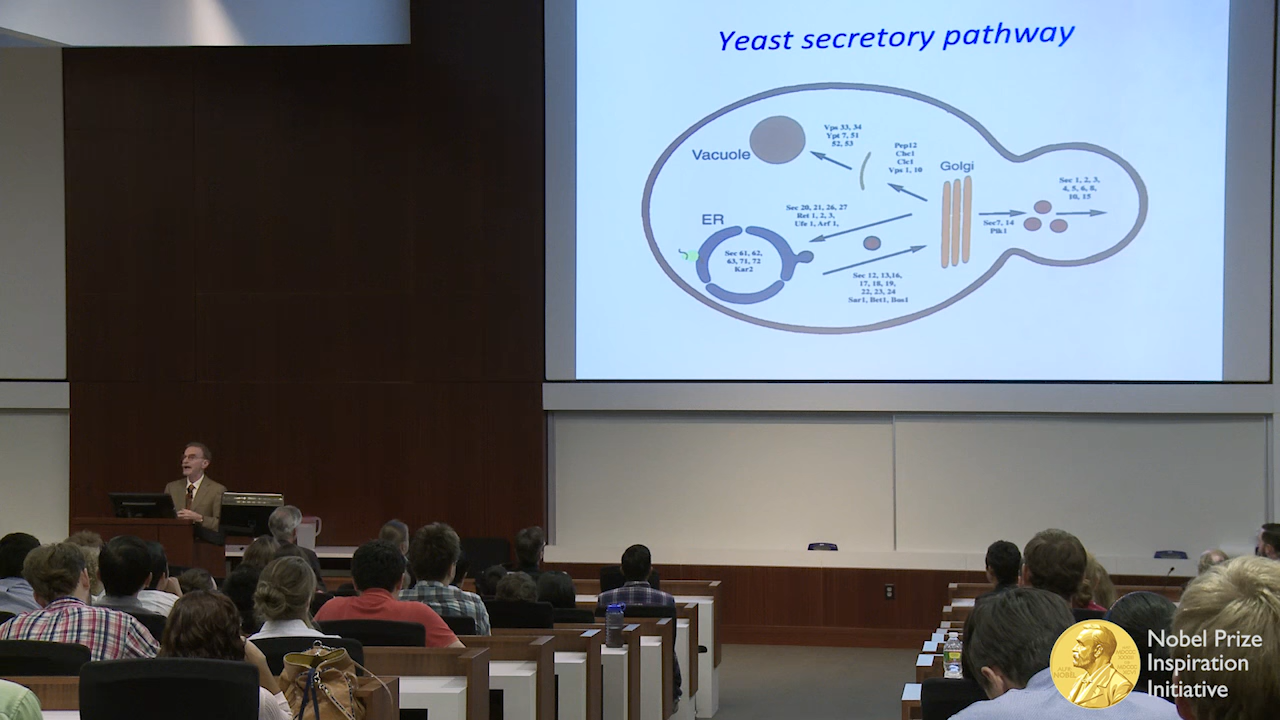 Yeast secretory pathway
Vps 33, 34
Ypt 7, 51
52, 53
Pep12
Chc1
Clc1
Vps 1, 10
Vacuole
Golgi
Sec 1, 2, 3,
4, 5, 6, 8,
10, 15
Sec 20, 21, 26, 27
Ret 1, 2, 3,
Ufe 1, Arf 1,
ER
Sec7, 14
Pik1
Sec 61, 62,
63, 71, 72
Kar2
Sec 12, 13,16,
17, 18, 19,
22, 23, 24
Sar1, Bet1, Bos1
Nobel Prize
Inspiration
Initiative